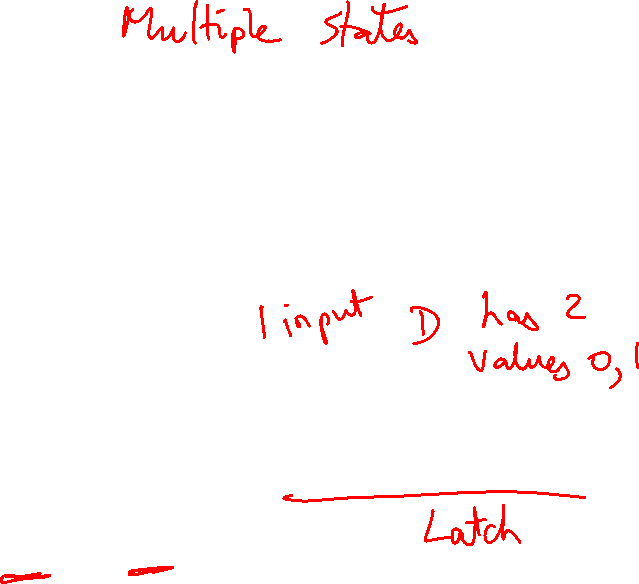 Multiple states
1 input D has 2
values 0,1
Latch